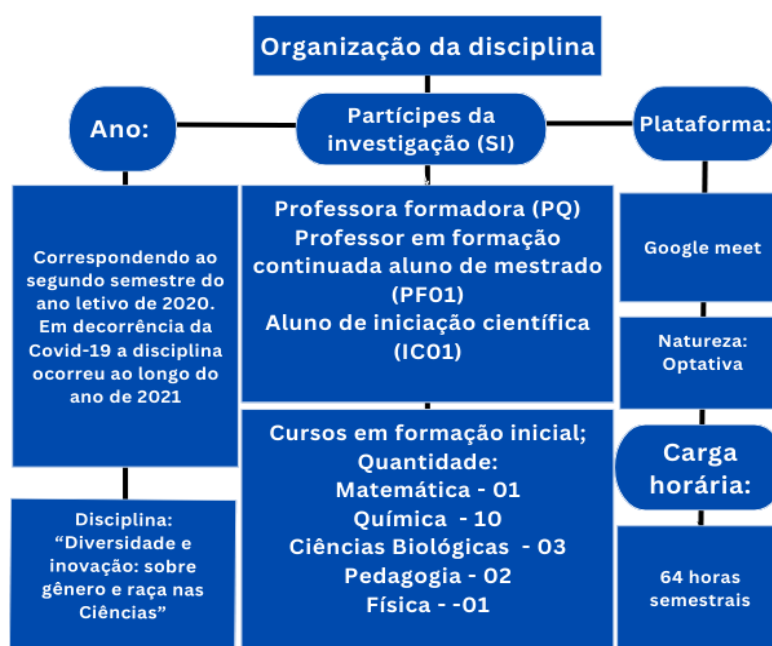 Organização da disciplina
Ano:
Partícipes da
investigação (SI)
Plataforma:
Correspondendo ao
segundo semestre do
ano letivo de 2020.
Em decorrência da
Covid-19 a disciplina
ocorreu ao longo do
ano de 2021
Professora formadora (PQ)
Professor em formação
continuada aluno de mestrado
(PF01)
Aluno de iniciação científica
(IC01)
Google meet
Natureza:
Optativa
Disciplina:
“Diversidade e
inovação: sobre
gênero e raça nas
Ciências”
Cursos em formação inicial;
Quantidade:
Matemática - 01
Química - 10
Ciências Biológicas - 03
Pedagogia - 02
Física - -01
Carga
horária:
64 horas
semestrais